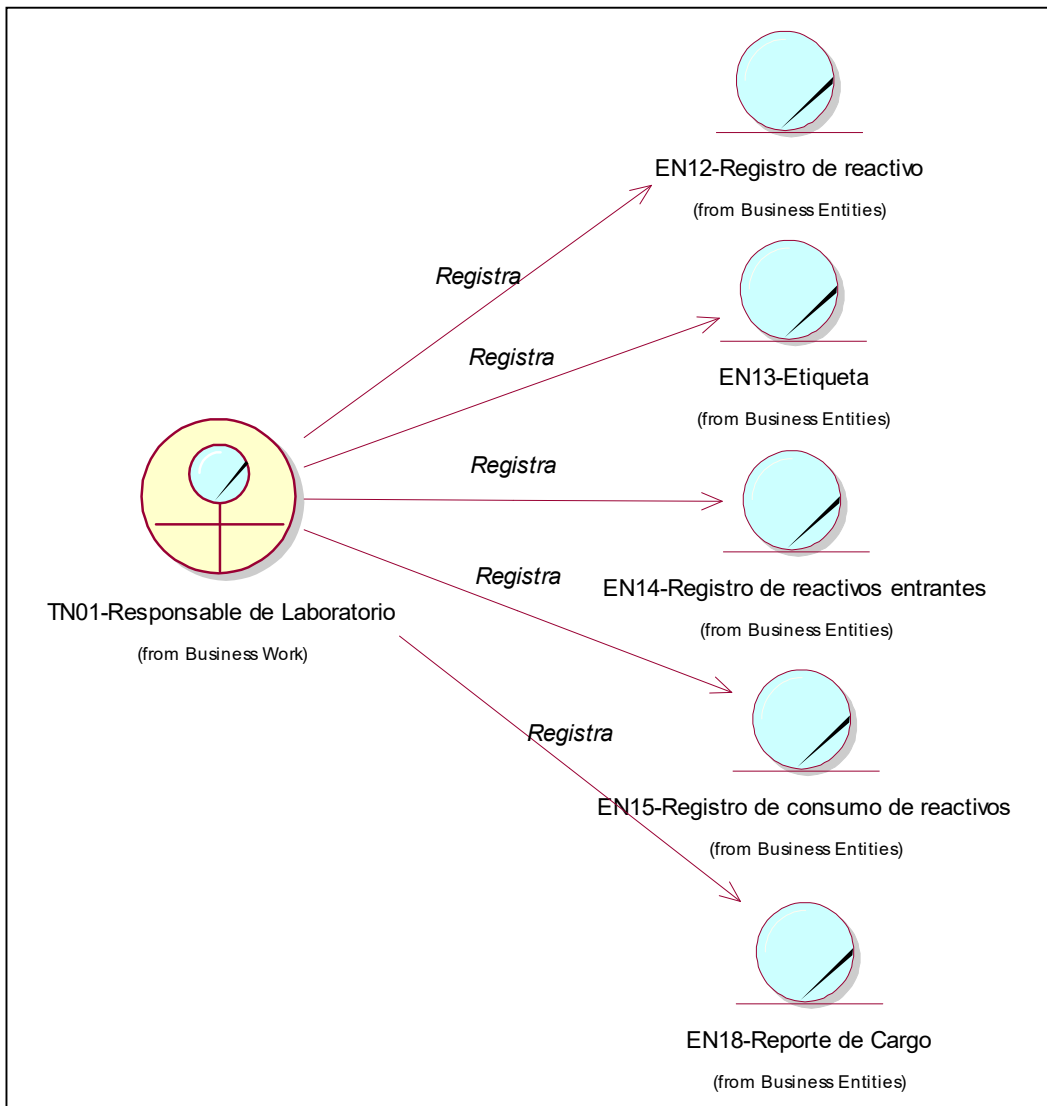 EN12-Registro de reactivo
(from Business Entities)
Registra
Registra
EN13-Etiqueta
(from Business Entities)
Registra
EN14-Registro de reactivos entrantes
(from Business Entities)
Registra
TN01-Responsable de Laboratorio
(from Business Work)
Registra
EN15-Registro de consumo de reactivos
(from Business Entities)
EN18-Reporte de Cargo
(from Business Entities)